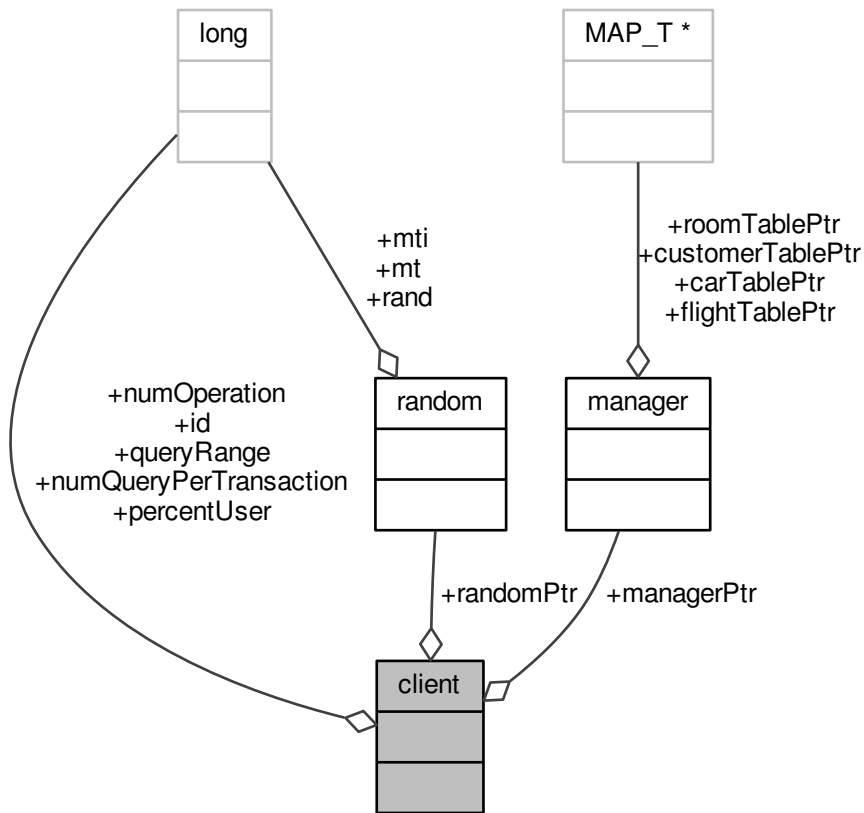 long
MAP_T *
+mti
+mt
+rand
+roomTablePtr
+customerTablePtr
+carTablePtr
+flightTablePtr
+numOperation
+id
+queryRange
+numQueryPerTransaction
+percentUser
random
manager
+randomPtr
+managerPtr
client